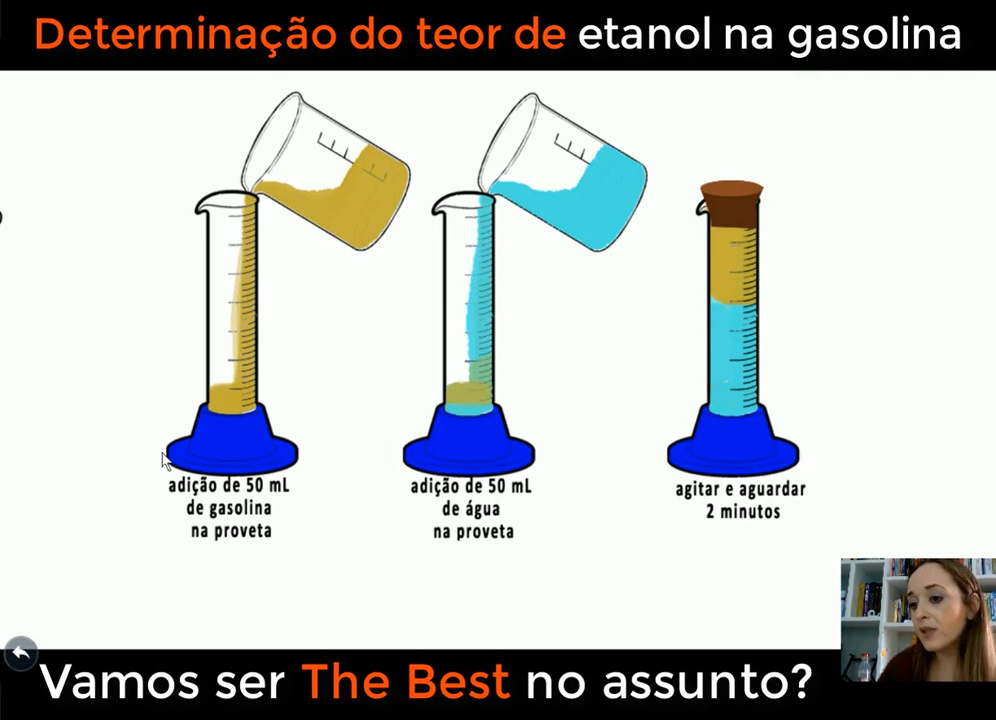 Determinação do teor de etanol na gasolina
adição de 50 mL
de gasolina
na proveta
adição de 50 mL
de água
na proveta
agitar e aguardar
2 minutos
Vamos ser The Best no assunto?